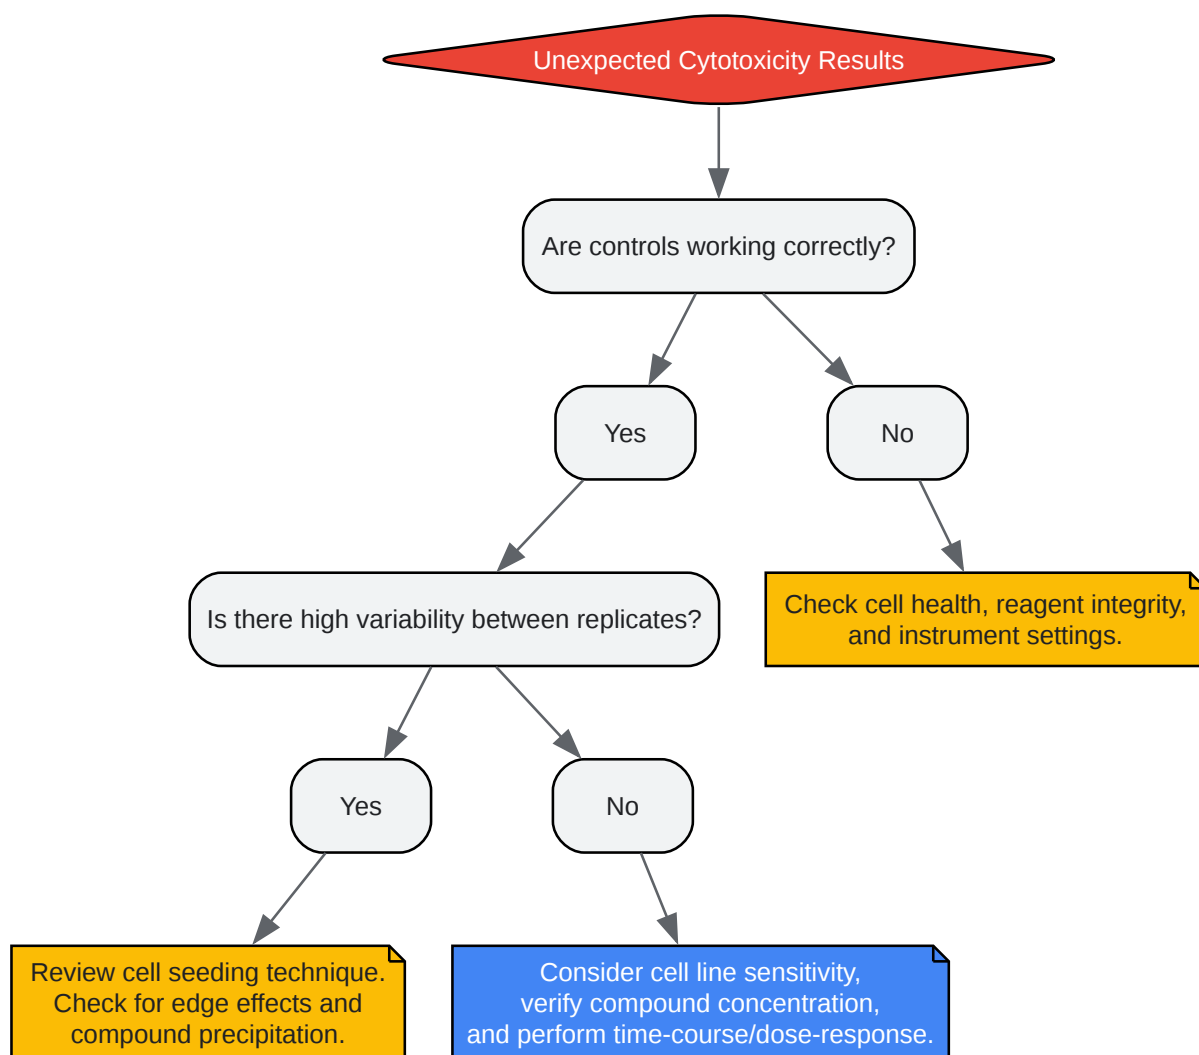 Unexpected Cytotoxicity Results
Are controls working correctly?
Yes
No
Is there high variability between replicates?
Check cell health, reagent integrity,
and instrument settings.
Yes
No
Review cell seeding technique.
Check for edge effects and
compound precipitation.
Consider cell line sensitivity,
verify compound concentration,
and perform time-course/dose-response.